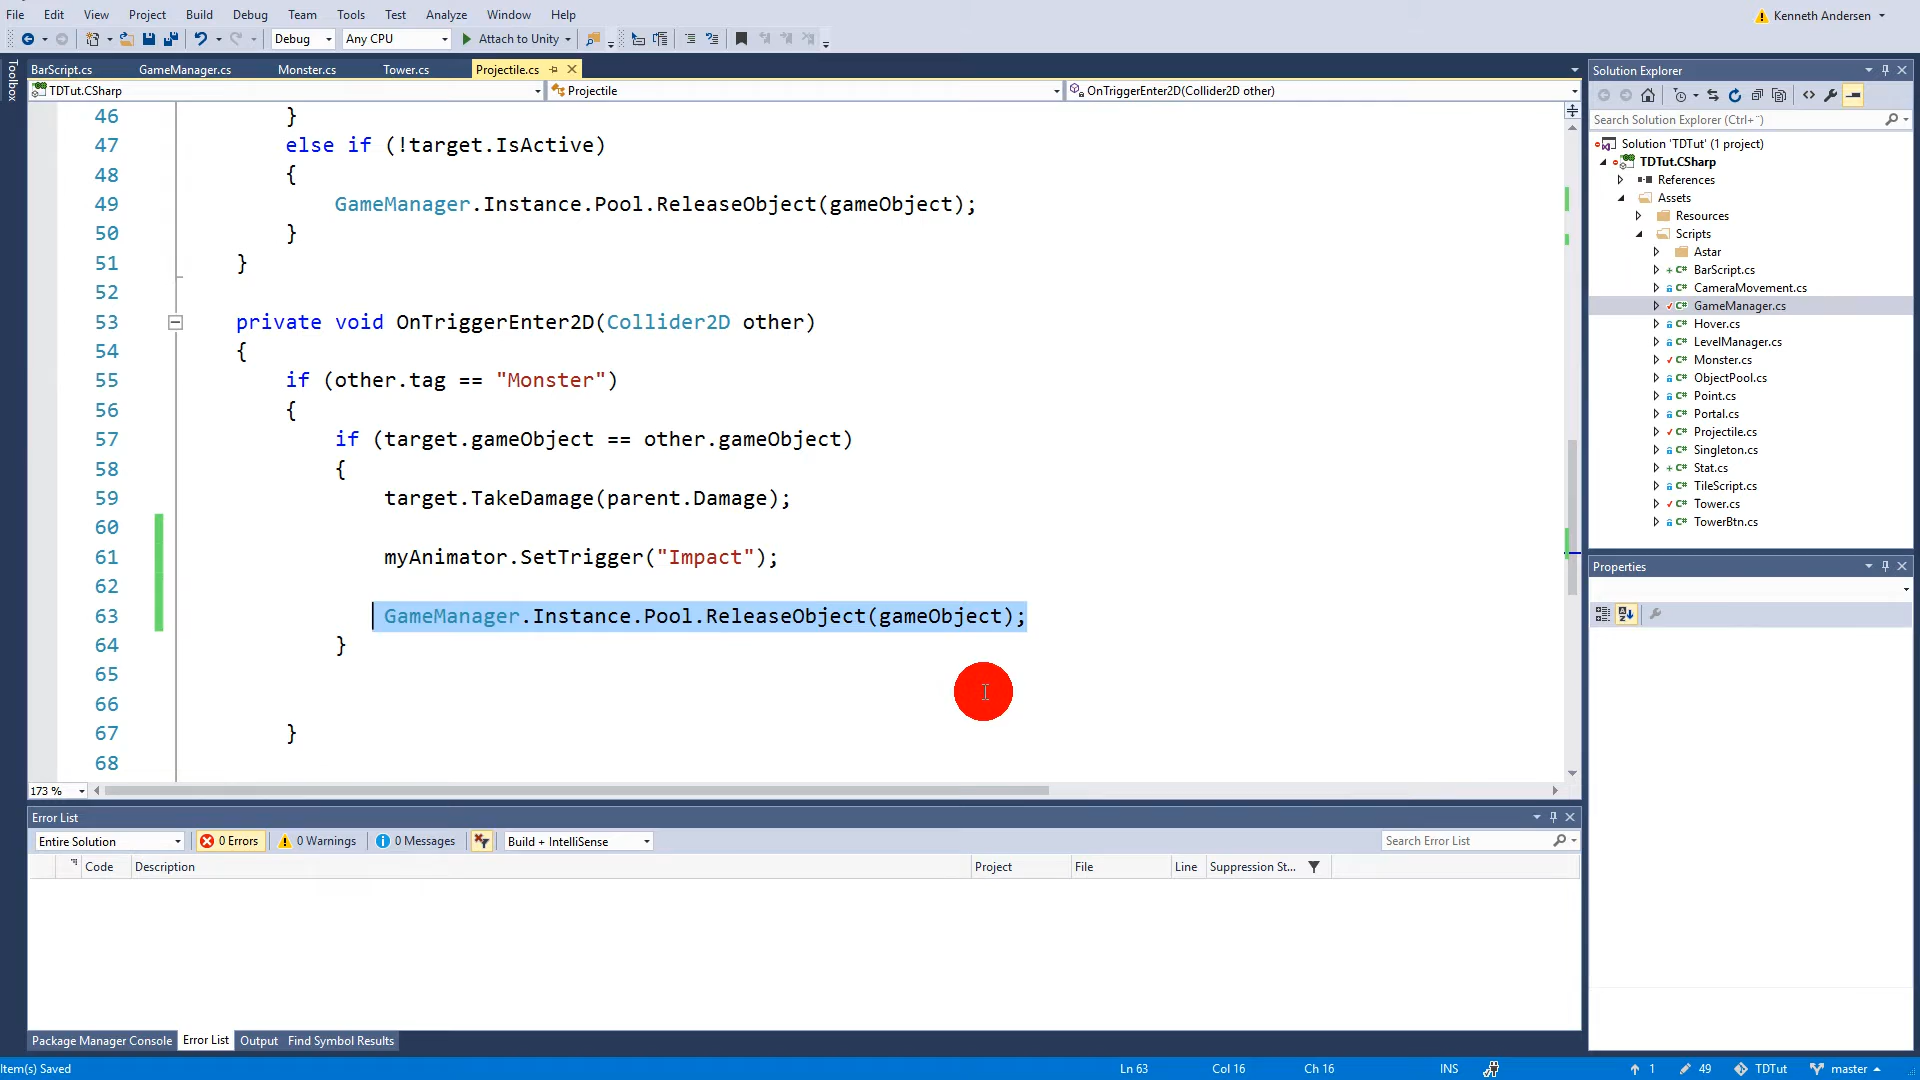 File Edit View Project Build Debug Team Tools Test Analyze Window Help Kenneth Andersen
Debug Any CPU Attach to Unity
Toolbox
BarScript.cs GameManager.cs Monster.cs Tower.cs Projectile.cs
TDTut.CSharp Projectile OnTriggerEnter2D(Collider2D other)
46 }
47 else if (!target.IsActive)
48 {
49 GameManager.Instance.Pool.ReleaseObject(gameObject);
50 }
51 }
52
53 private void OnTriggerEnter2D(Collider2D other)
54 {
55 if (other.tag == "Monster")
56 {
57 if (target.gameObject == other.gameObject)
58 {
59 target.TakeDamage(parent.Damage);
60
61 myAnimator.SetTrigger("Impact");
62
63 GameManager.Instance.Pool.ReleaseObject(gameObject);
64 }
65
66
67 }
68
173 %
Solution Explorer
Search Solution Explorer (Ctrl+¨)
Solution 'TDTut' (1 project)
TDTut.CSharp
References
Assets
Resources
Scripts
Astar
BarScript.cs
CameraMovement.cs
GameManager.cs
Hover.cs
LevelManager.cs
Monster.cs
ObjectPool.cs
Point.cs
Portal.cs
Projectile.cs
Singleton.cs
Stat.cs
TileScript.cs
Tower.cs
TowerBtn.cs
Properties
Error List
Entire Solution 0 Errors 0 Warnings 0 Messages Build + IntelliSense Search Error List
Code Description Project File Line Suppression St...
Package Manager Console Error List Output Find Symbol Results
Item(s) Saved Ln 63 Col 16 Ch 16 INS 1 49 TDTut master